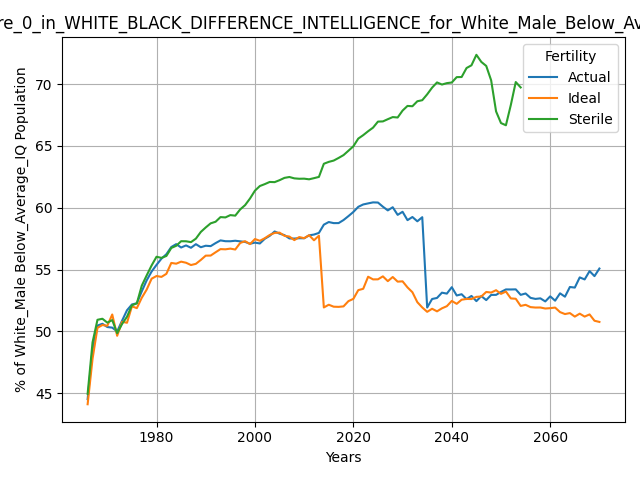 re_0_in_WHITE_BLACK_DIFFERENCE_INTELLIGENCE_for_White_Male_Below_Av
% of White_Male Below_Average_IQ Population
70
65
60
55
50
45
1980
2000
2020
2040
2060
Years
Fertility
Actual
Ideal
Sterile